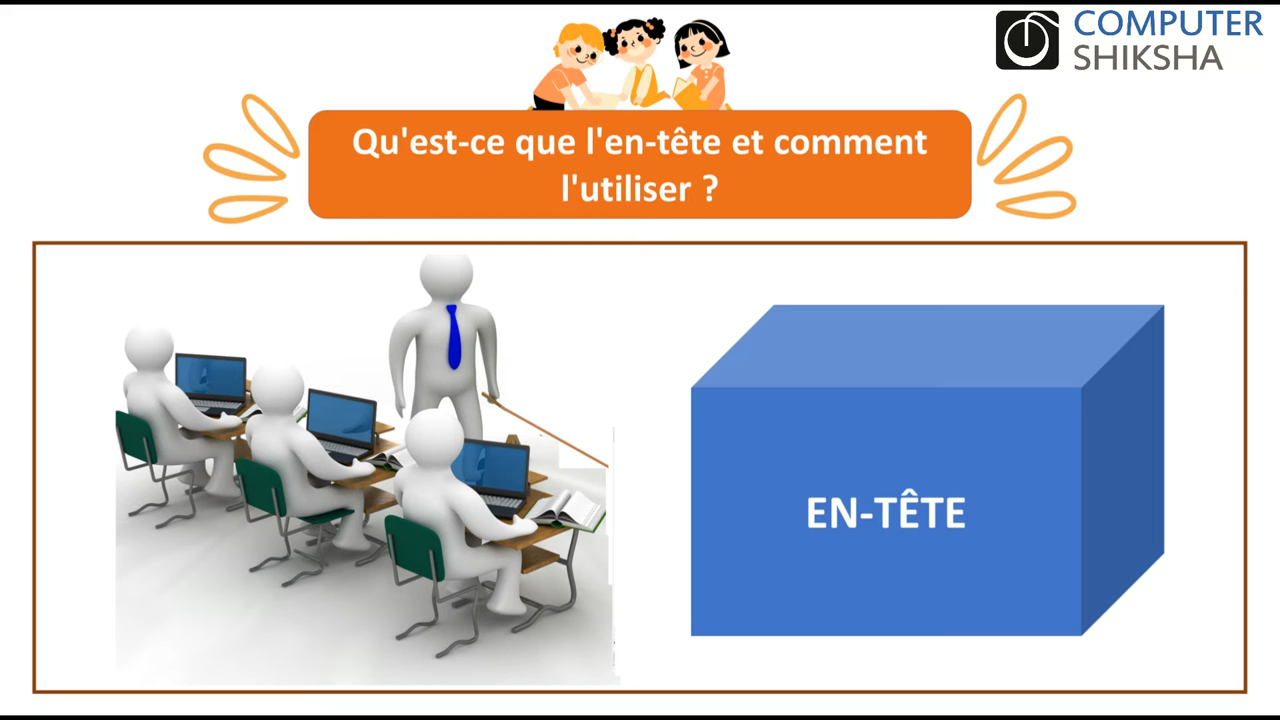 COMPUTER
SHIKSHA
Qu'est-ce que l'en-tête et comment
l'utiliser ?
EN-TÊTE